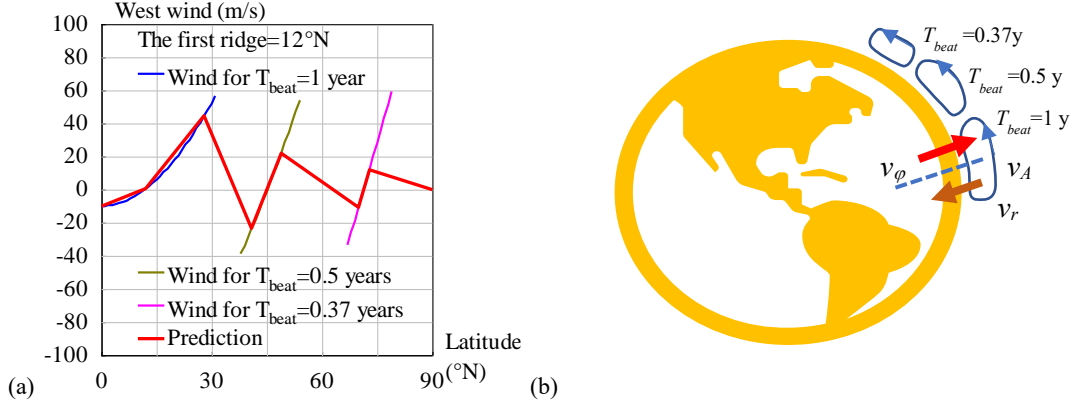 West wind (m/s)
100
80
60
40
20
0
-20
-40
-60
-80
-100
The first ridge=12°N
Wind for Tbeat=1 year
Wind for Tbeat=0.5 years
Wind for Tbeat=0.37 years
Prediction
Latitude
(°N)
0
30
60
90
(a)
Tbeat =0.37y
Tbeat =0.5 y
Tbeat=1 y
vφ
vA
vr
(b)